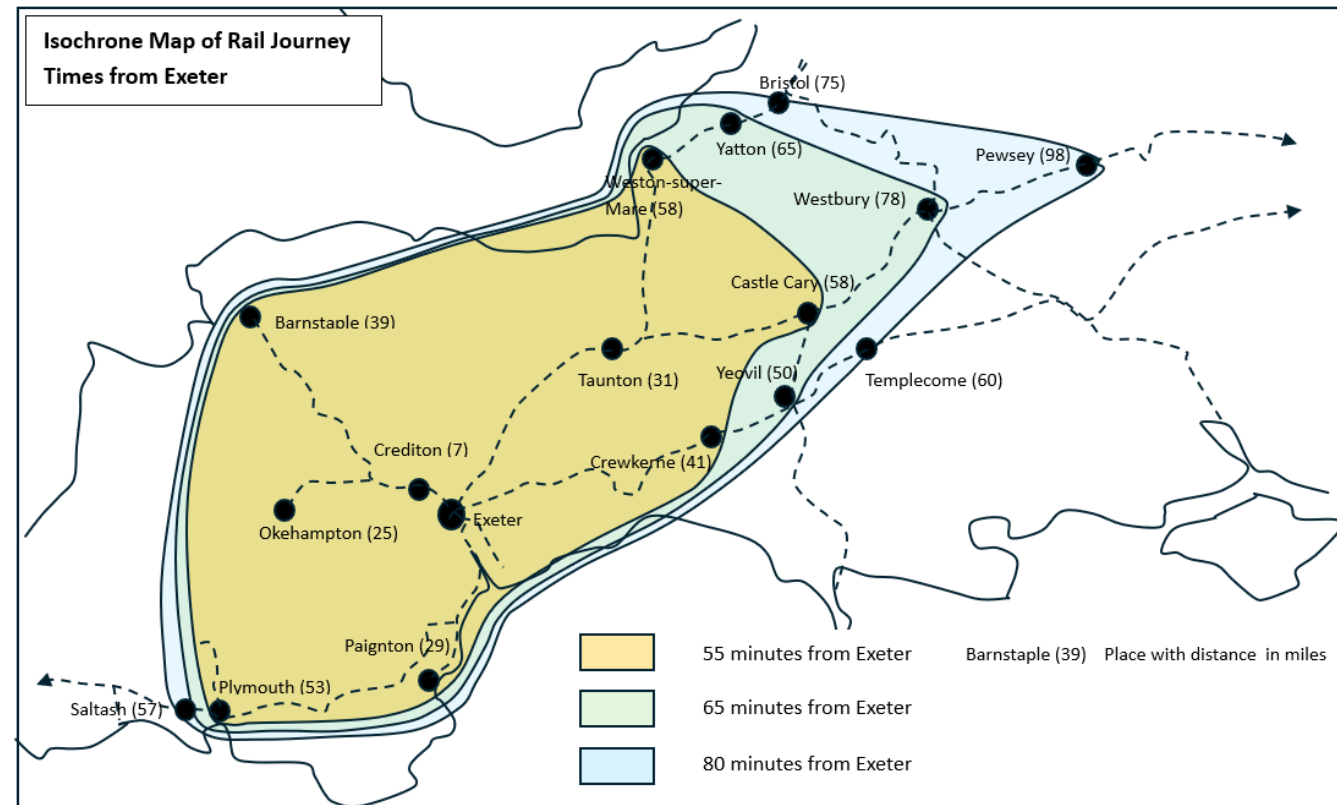 Isochrone Map of Rail Journey
Times from Exeter
Bristol (75)
Yatton (65)
Pewsey (98)
Weston-super-
Mare (58)
Westbury (78)
Castle Cary (58)
Barnstaple (39)
Taunton (31)
Yeovil (50)
Templecome (60)
Crediton (7)
Crewkerne (41)
Okehampton (25)
Exeter
Paignton (29)
Plymouth (53)
Saltash (57)
55 minutes from Exeter
Barnstaple (39) Place with distance in miles
65 minutes from Exeter
80 minutes from Exeter